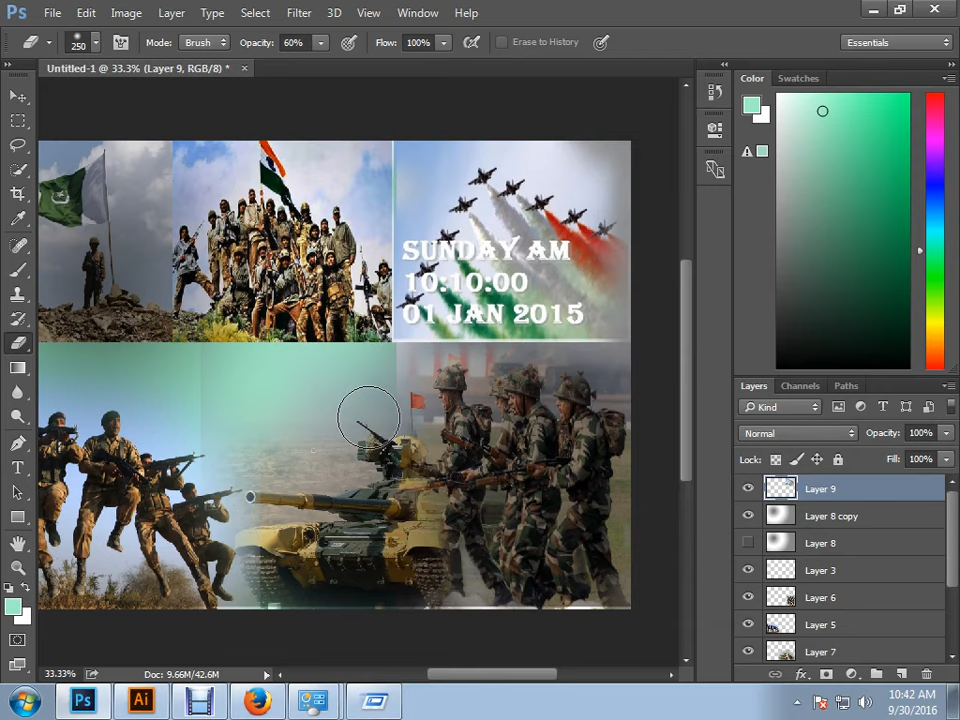 Ps File Edit Image Layer Type Select Filter 3D View Window Help
250 Mode: Brush Opacity: 60% Flow: 100% Erase to History Essentials
Untitled-1 @ 33.3% (Layer 9, RGB/8) * ×
Color Swatches
SUNDAY AM
10:10:00
01 JAN 2015
Layers Channels Paths
Kind
Normal Opacity: 100%
Lock: Fill: 100%
Layer 9
Layer 8 copy
Layer 8
Layer 3
Layer 6
Layer 5
Layer 7
33.33% Doc: 9.66M/42.6M
Ps Ai 10:42 AM
9/30/2016